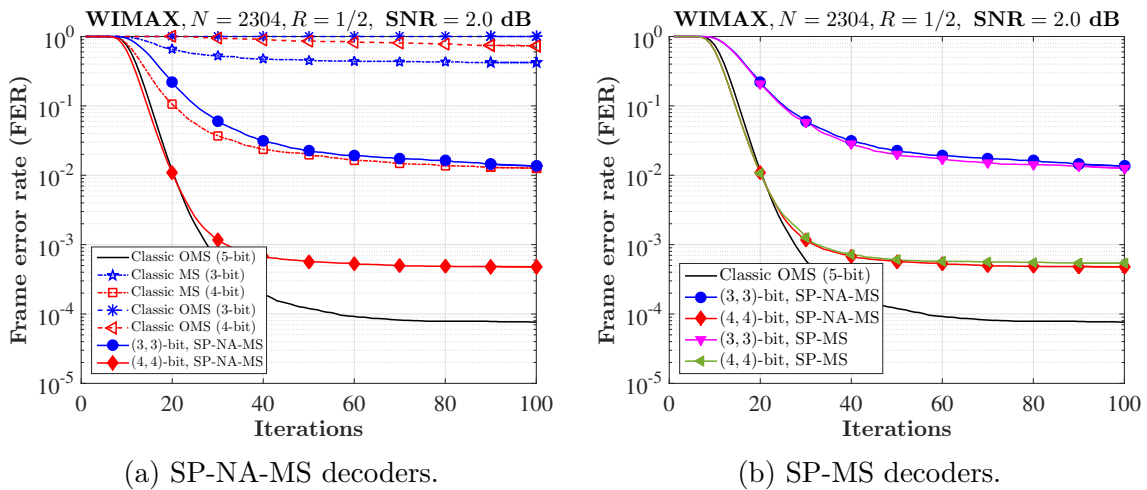 WIMAX, N = 2304, R = 1/2, SNR = 2.0 dB
Frame error rate (FER)
10^0
10^-1
10^-2
10^-3
10^-4
10^-5
Classic OMS (5-bit)
Classic MS (3-bit)
Classic MS (4-bit)
Classic OMS (3-bit)
Classic OMS (4-bit)
(3, 3)-bit, SP-NA-MS
(4, 4)-bit, SP-NA-MS
20 40 60 80 100
Iterations
(a) SP-NA-MS decoders.
WIMAX, N = 2304, R = 1/2, SNR = 2.0 dB
Frame error rate (FER)
10^0
10^-1
10^-2
10^-3
10^-4
10^-5
Classic OMS (5-bit)
(3, 3)-bit, SP-NA-MS
(4, 4)-bit, SP-NA-MS
(3, 3)-bit, SP-MS
(4, 4)-bit, SP-MS
20 40 60 80 100
Iterations
(b) SP-MS decoders.